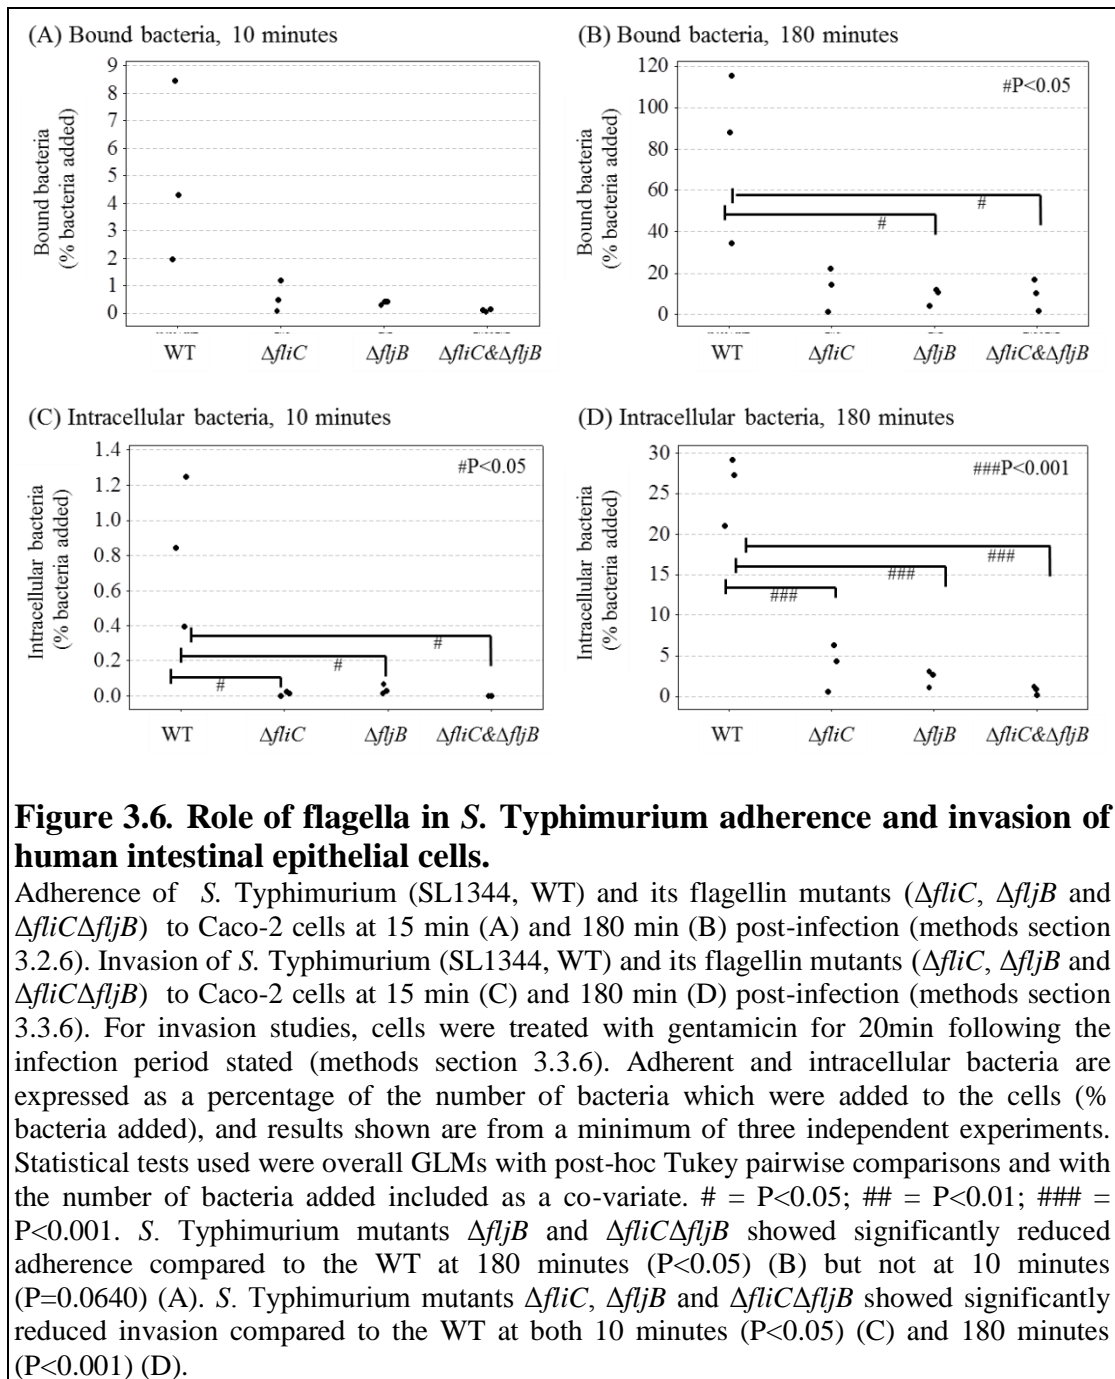 (A) Bound bacteria, 10 minutes
Bound bacteria
(% bacteria added)
9
8
7
6
5
4
3
2
1
0
WT ΔfliC ΔfljB ΔfliC&ΔfljB
(B) Bound bacteria, 180 minutes
Bound bacteria
(% bacteria added)
120
100
80
60
40
20
0
#P<0.05
#
#
WT ΔfliC ΔfljB ΔfliC&ΔfljB
(C) Intracellular bacteria, 10 minutes
Intracellular bacteria
(% bacteria added)
1.4
1.2
1.0
0.8
0.6
0.4
0.2
0.0
#P<0.05
#
#
#
WT ΔfliC ΔfljB ΔfliC&ΔfljB
(D) Intracellular bacteria, 180 minutes
Intracellular bacteria
(% bacteria added)
30
25
20
15
10
5
0
###P<0.001
###
###
###
WT ΔfliC ΔfljB ΔfliC&ΔfljB
Figure 3.6. Role of flagella in S. Typhimurium adherence and invasion of
human intestinal epithelial cells.
Adherence of S. Typhimurium (SL1344, WT) and its flagellin mutants (ΔfliC, ΔfljB and
ΔfliCΔfljB) to Caco-2 cells at 15 min (A) and 180 min (B) post-infection (methods section
3.2.6). Invasion of S. Typhimurium (SL1344, WT) and its flagellin mutants (ΔfliC, ΔfljB and
ΔfliCΔfljB) to Caco-2 cells at 15 min (C) and 180 min (D) post-infection (methods section
3.3.6). For invasion studies, cells were treated with gentamicin for 20min following the
infection period stated (methods section 3.3.6). Adherent and intracellular bacteria are
expressed as a percentage of the number of bacteria which were added to the cells (%
bacteria added), and results shown are from a minimum of three independent experiments.
Statistical tests used were overall GLMs with post-hoc Tukey pairwise comparisons and with
the number of bacteria added included as a co-variate. # = P<0.05; ## = P<0.01; ### =
P<0.001. S. Typhimurium mutants ΔfljB and ΔfliCΔfljB showed significantly reduced
adherence compared to the WT at 180 minutes (P<0.05) (B) but not at 10 minutes
(P=0.0640) (A). S. Typhimurium mutants ΔfliC, ΔfljB and ΔfliCΔfljB showed significantly
reduced invasion compared to the WT at both 10 minutes (P<0.05) (C) and 180 minutes
(P<0.001) (D).